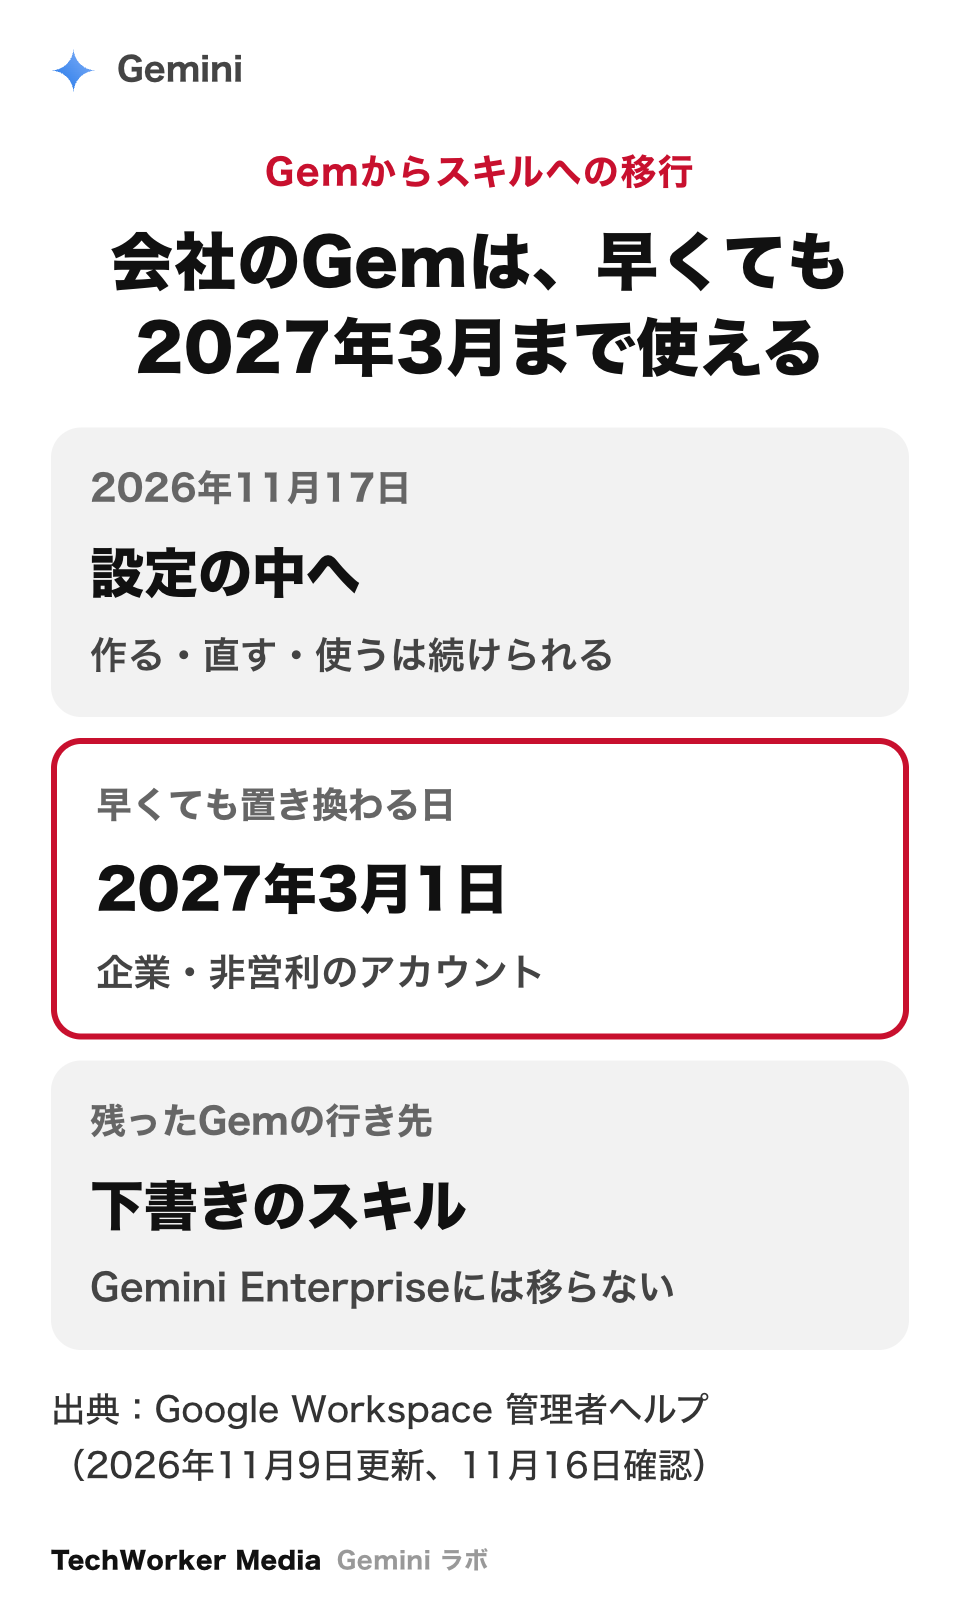 Gemini
Gemからスキルへの移行
会社のGemは、早くても
2027年3月まで使える
2026年11月17日
設定の中へ
作る・直す・使うは続けられる
早くても置き換わる日
2027年3月1日
企業・非営利のアカウント
残ったGemの行き先
下書きのスキル
Gemini Enterpriseには移らない
出典：Google Workspace 管理者ヘルプ
（2026年11月9日更新、11月16日確認）
TechWorker Media Gemini ラボ